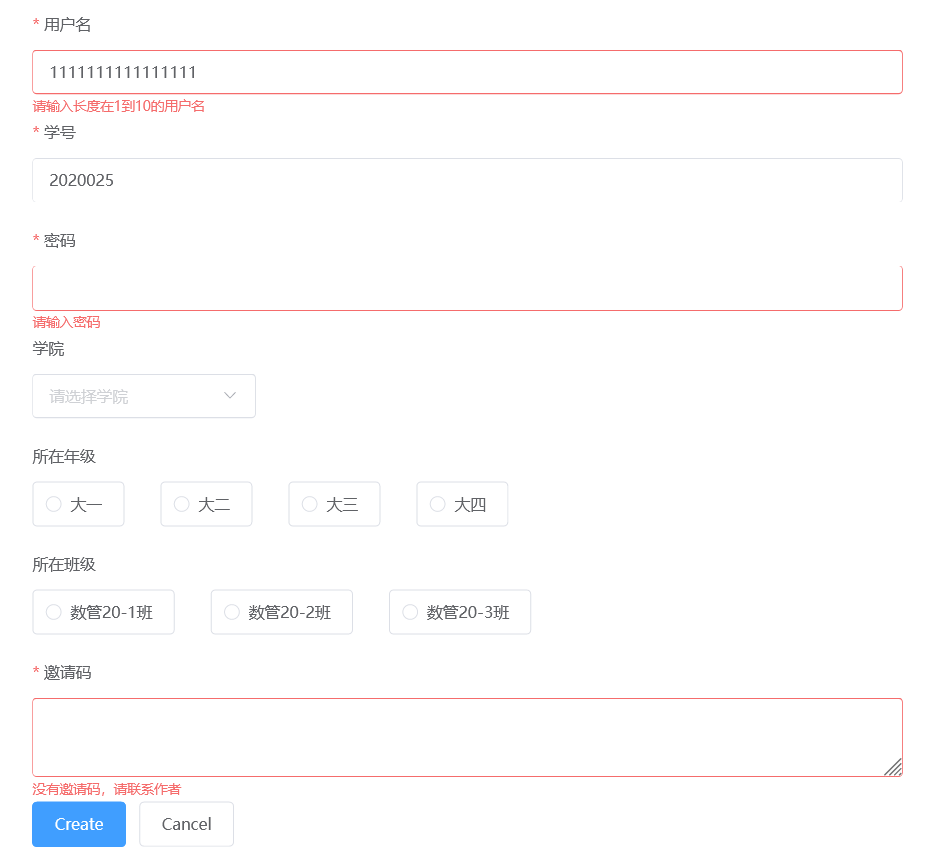 * 用户名
1111111111111111
请输入长度在1到10的用户名
* 学号
2020025
* 密码
请输入密码
学院
请选择学院
所在年级
大一 大二 大三 大四
所在班级
数管20-1班 数管20-2班 数管20-3班
* 邀请码
没有邀请码，请联系作者
Create Cancel